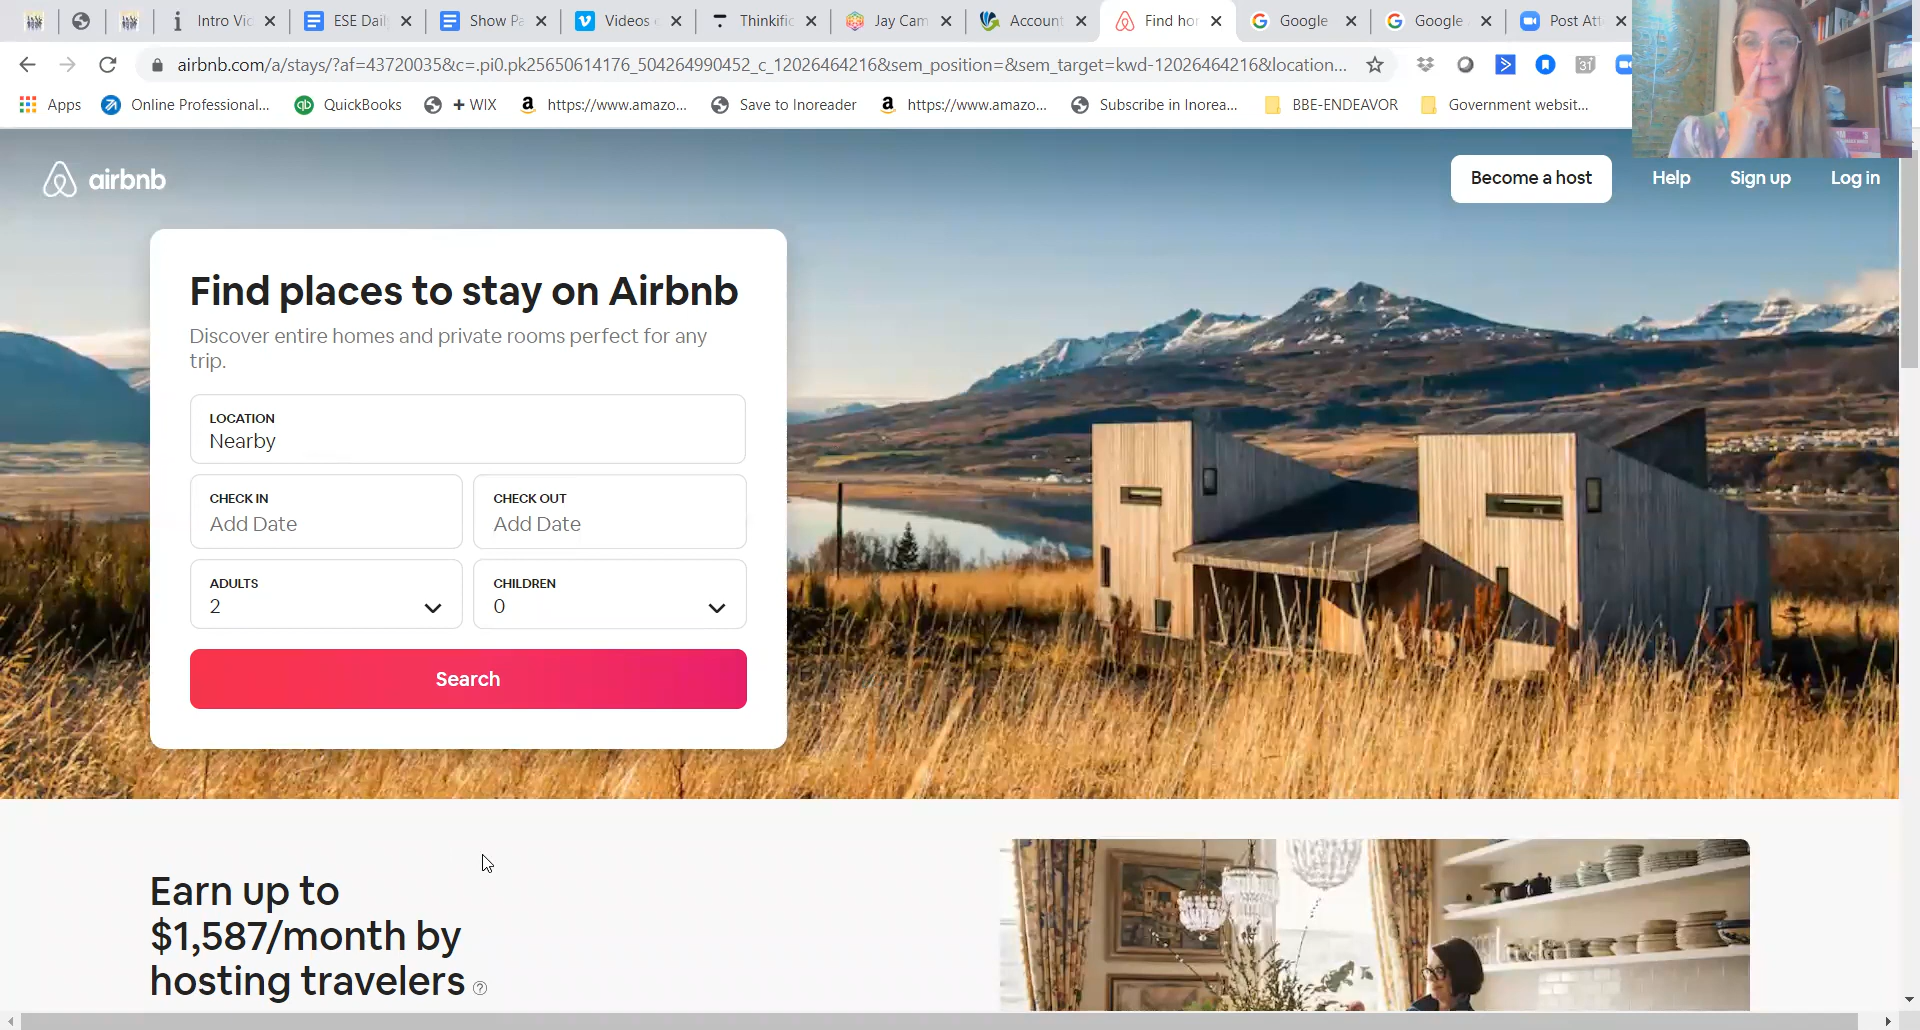 Intro Vid
ESE Dail
Show Pa
Videos
Thinkific
Jay Cam
Account
Find hor
Google
Google
Post Att
airbnb.com/a/stays/?af=43720035&c=.pi0.pk25650614176_504264990452_c_12026464216&sem_position=&sem_target=kwd-12026464216&location...
31
Apps
Online Professional...
qb
QuickBooks
+ WIX
https://www.amazo...
Save to Inoreader
https://www.amazo...
Subscribe in Inorea...
BBE-ENDEAVOR
Government websit...
airbnb
Become a host
Help
Sign up
Log in
Find places to stay on Airbnb
Discover entire homes and private rooms perfect for any
trip.
LOCATION
Nearby
CHECK IN
Add Date
CHECK OUT
Add Date
ADULTS
2
CHILDREN
0
Search
Earn up to
$1,587/month by
hosting travelers ?